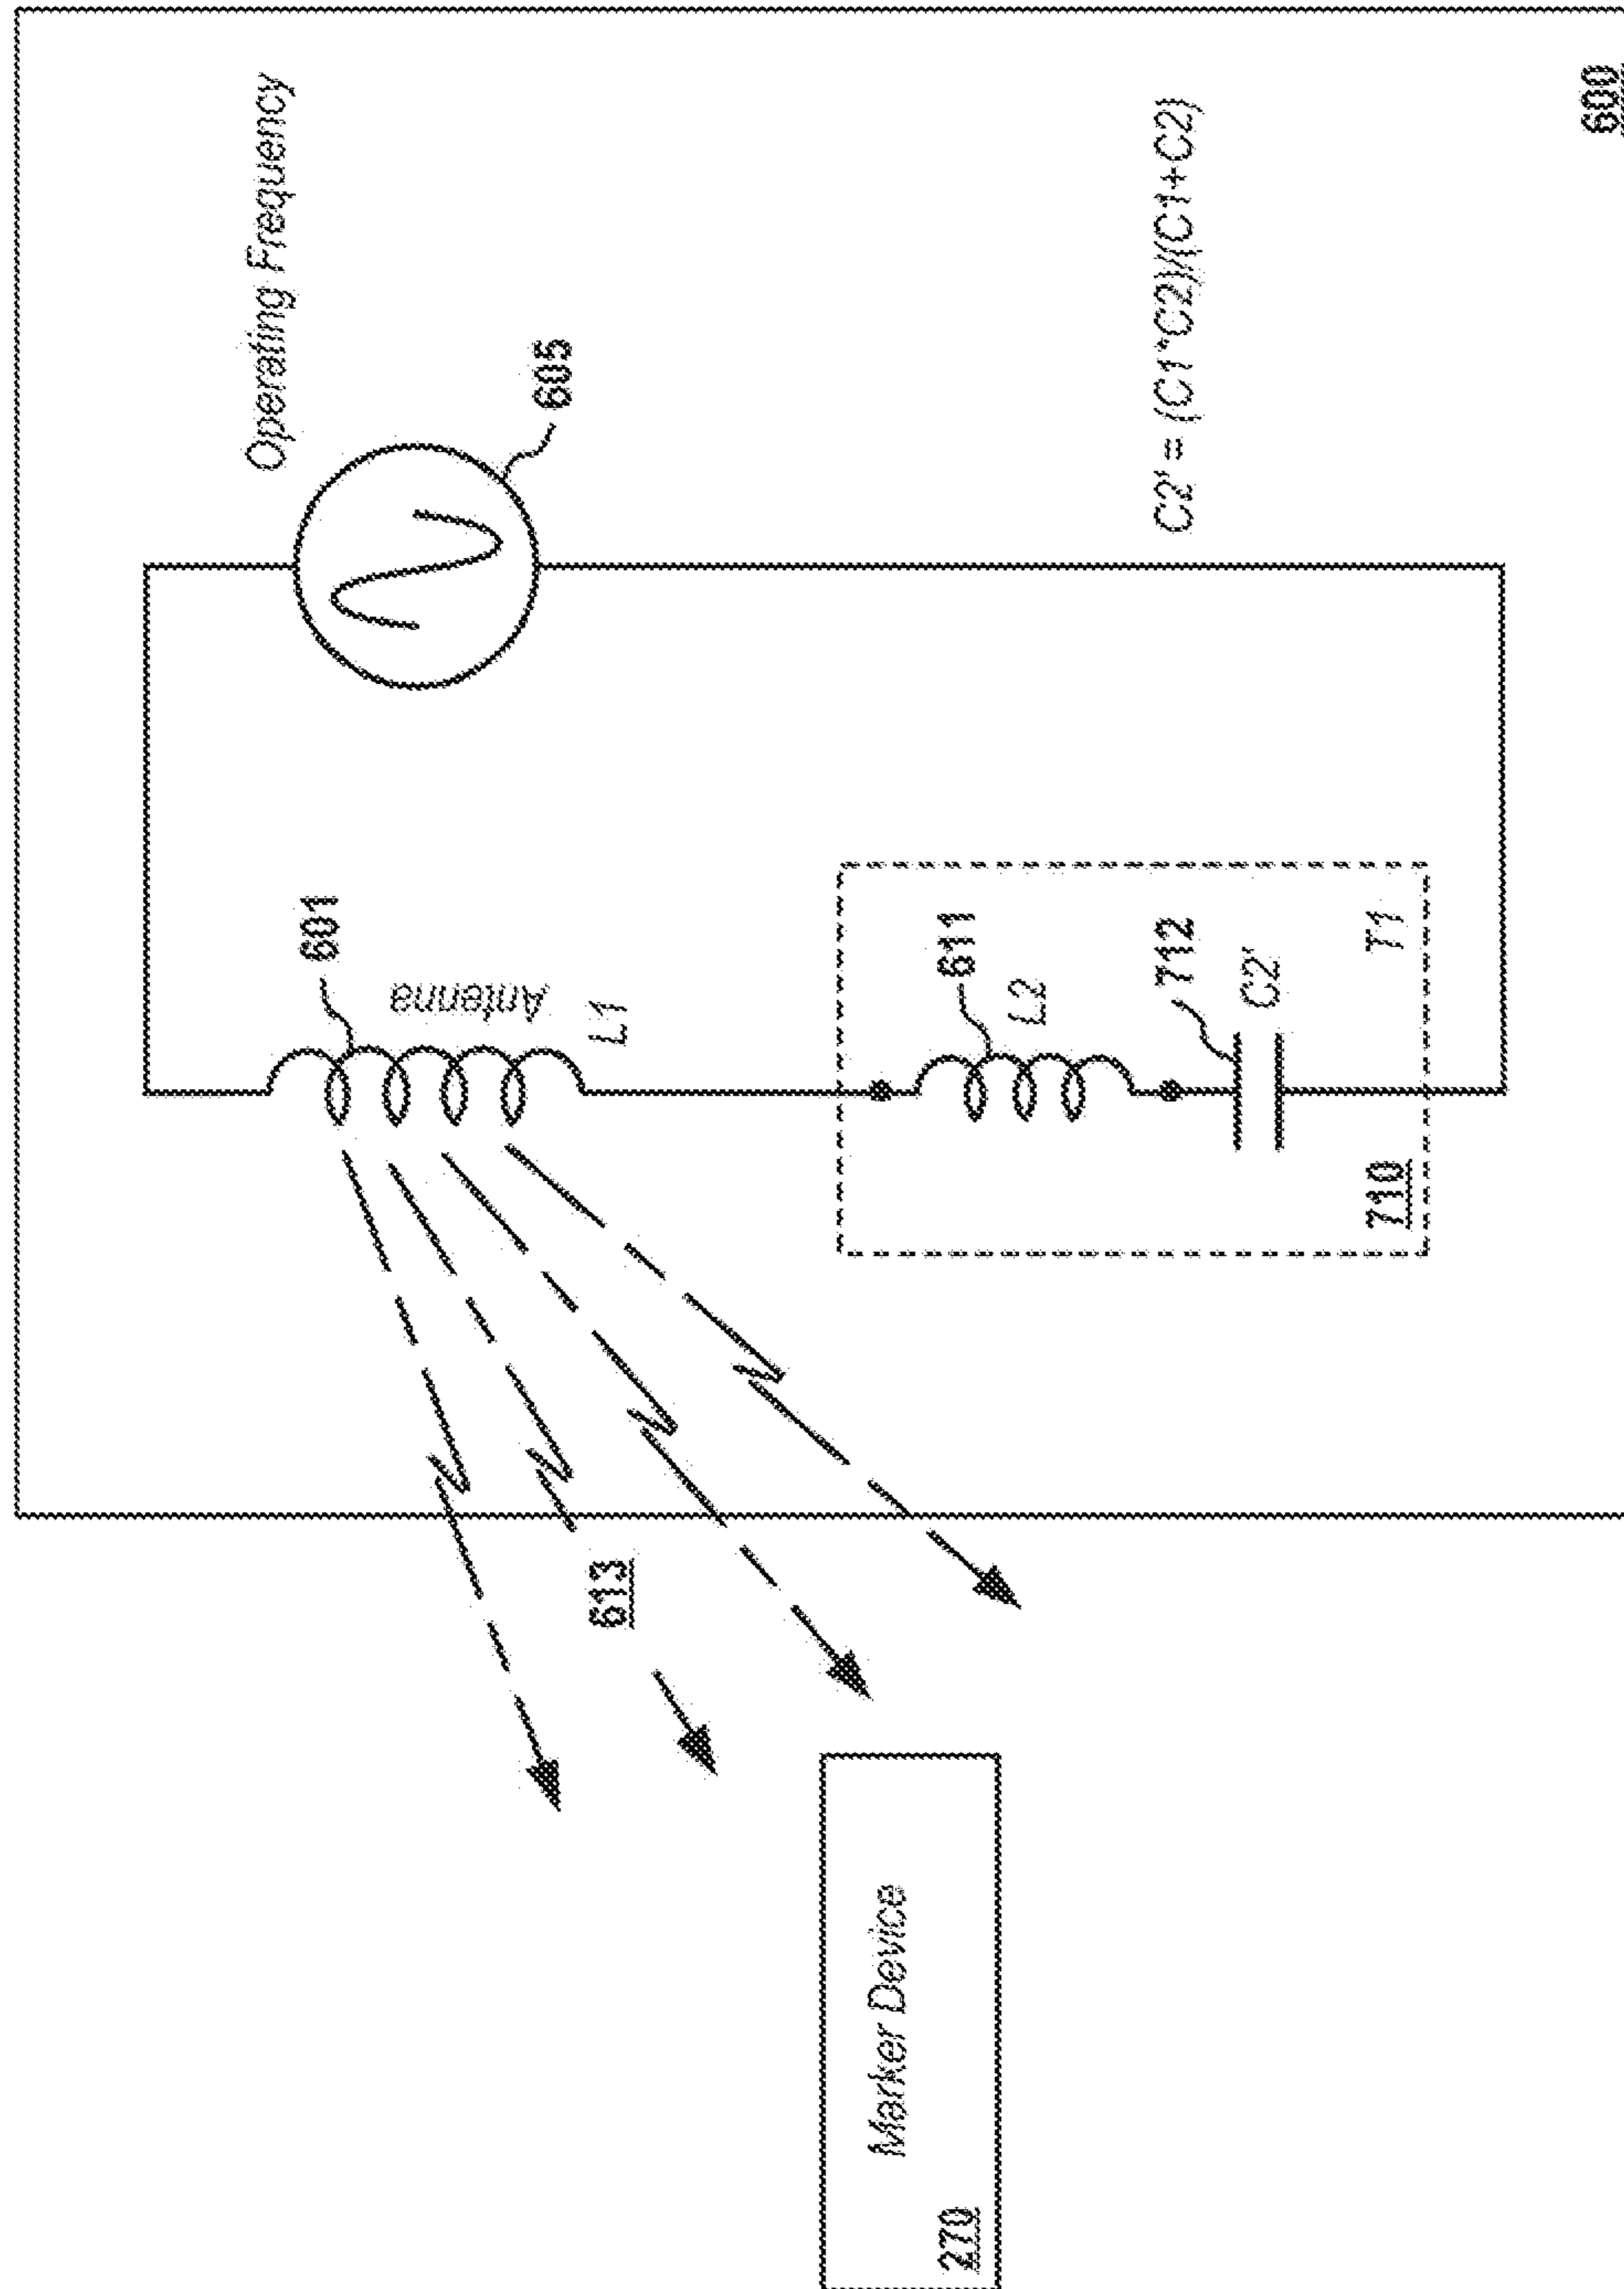 Operating Frequency
605
601
Antenna
L1
613
611
L2
712
C2'
T1
710
C2' = (C1*C2)/(C1+C2)
Marker Device
270
600